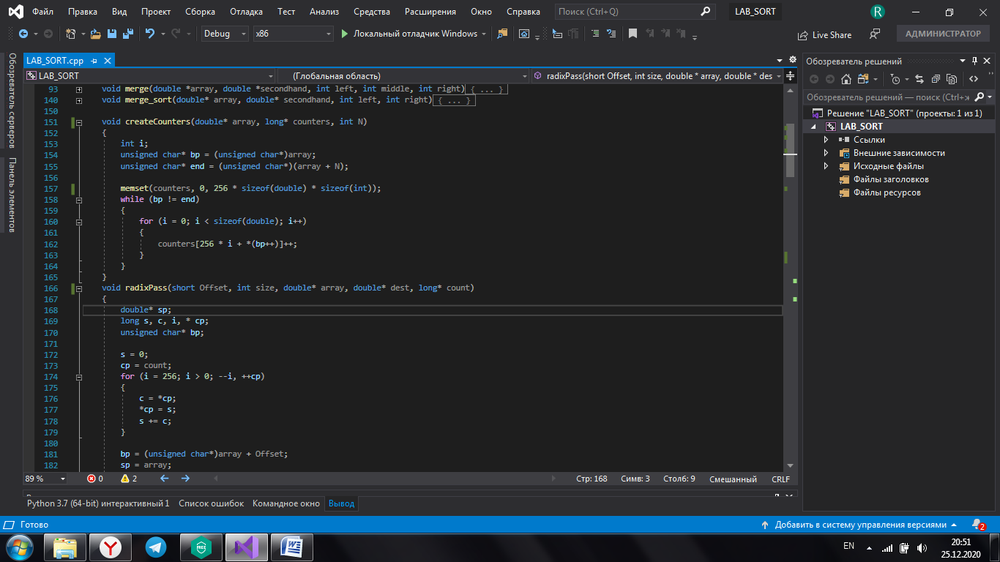 Файл Правка Вид Проект Сборка Отладка Тест Анализ Средства Расширения Окно Справка Поиск (Ctrl+Q) LAB_SORT R
Debug x86 Локальный отладчик Windows Live Share АДМИНИСТРАТОР
Обозреватель серверов
Панель элементов
LAB_SORT.cpp
LAB_SORT (Глобальная область) radixPass(short Offset, int size, double * array, double * des
93 void merge(double *array, double *secondhand, int left, int middle, int right){ ... }
140 void merge_sort(double* array, double* secondhand, int left, int right){ ... }
150
151 void createCounters(double* array, long* counters, int N)
152 {
153 int i;
154 unsigned char* bp = (unsigned char*)array;
155 unsigned char* end = (unsigned char*)(array + N);
156
157 memset(counters, 0, 256 * sizeof(double) * sizeof(int));
158 while (bp != end)
159 {
160 for (i = 0; i < sizeof(double); i++)
161 {
162 counters[256 * i + *(bp++)]++;
163 }
164 }
165 }
166 void radixPass(short Offset, int size, double* array, double* dest, long* count)
167 {
168 double* sp;
169 long s, c, i, * cp;
170 unsigned char* bp;
171
172 s = 0;
173 cp = count;
174 for (i = 256; i > 0; --i, ++cp)
175 {
176 c = *cp;
177 *cp = s;
178 s += c;
179 }
180
181 bp = (unsigned char*)array + Offset;
182 sp = array;
89 % 0 2 Стр: 168 Симв: 3 Столб: 9 Смешанный CRLF
Python 3.7 (64-bit) интерактивный 1 Список ошибок Командное окно Вывод
Обозреватель решений
Обозреватель решений — поиск (Ctrl+ж
Решение "LAB_SORT" (проекты: 1 из 1)
LAB_SORT
Ссылки
Внешние зависимости
Исходные файлы
Файлы заголовков
Файлы ресурсов
Готово Добавить в систему управления версиями 2
EN 20:51
25.12.2020